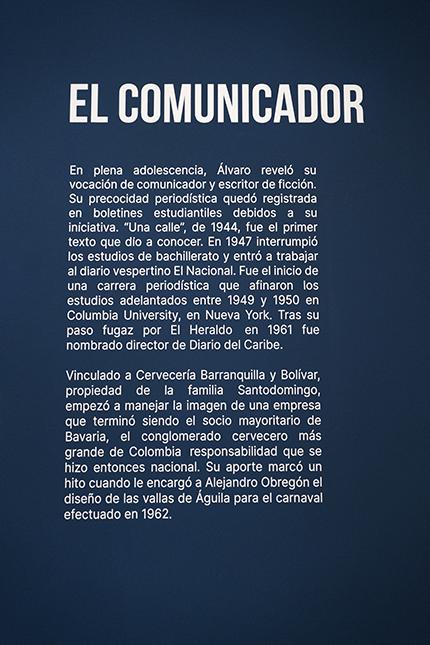 EL COMUNICADOR
En plena adolescencia, Álvaro reveló su
vocación de comunicador y escritor de ficción.
Su precocidad periodística quedó registrada
en boletines estudiantiles debidos a su
iniciativa. "Una calle", de 1944, fue el primer
texto que dio a conocer. En 1947 interrumpió
los estudios de bachillerato y entró a trabajar
al diario vespertino El Nacional. Fue el inicio de
una carrera periodística que afinaron los
estudios adelantados entre 1949 y 1950 en
Columbia University, en Nueva York. Tras su
paso fugaz por El Heraldo en 1961 fue
nombrado director de Diario del Caribe.
Vinculado a Cervecería Barranquilla y Bolívar,
propiedad de la familia Santodomingo,
empezó a manejar la imagen de una empresa
que terminó siendo el socio mayoritario de
Bavaria, el conglomerado cervecero más
grande de Colombia responsabilidad que se
hizo entonces nacional. Su aporte marcó un
hito cuando le encargó a Alejandro Obregón el
diseño de las vallas de Águila para el carnaval
efectuado en 1962.